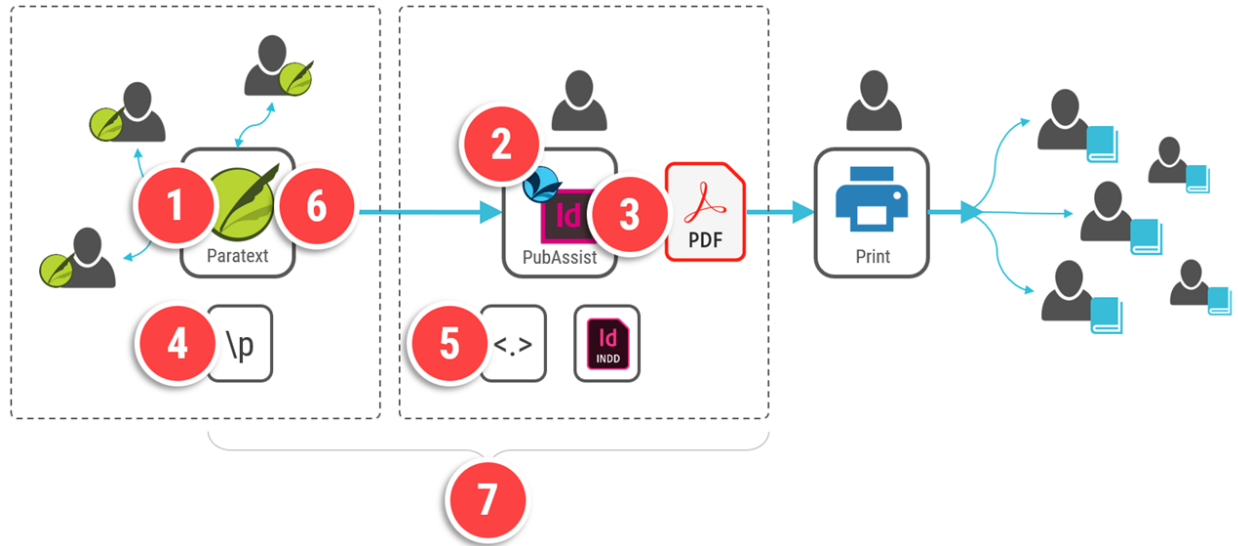 2
1
6
Id
3
PDF
Paratext
PubAssist
Print
4
\p
5
<.>
Id
INDD
7